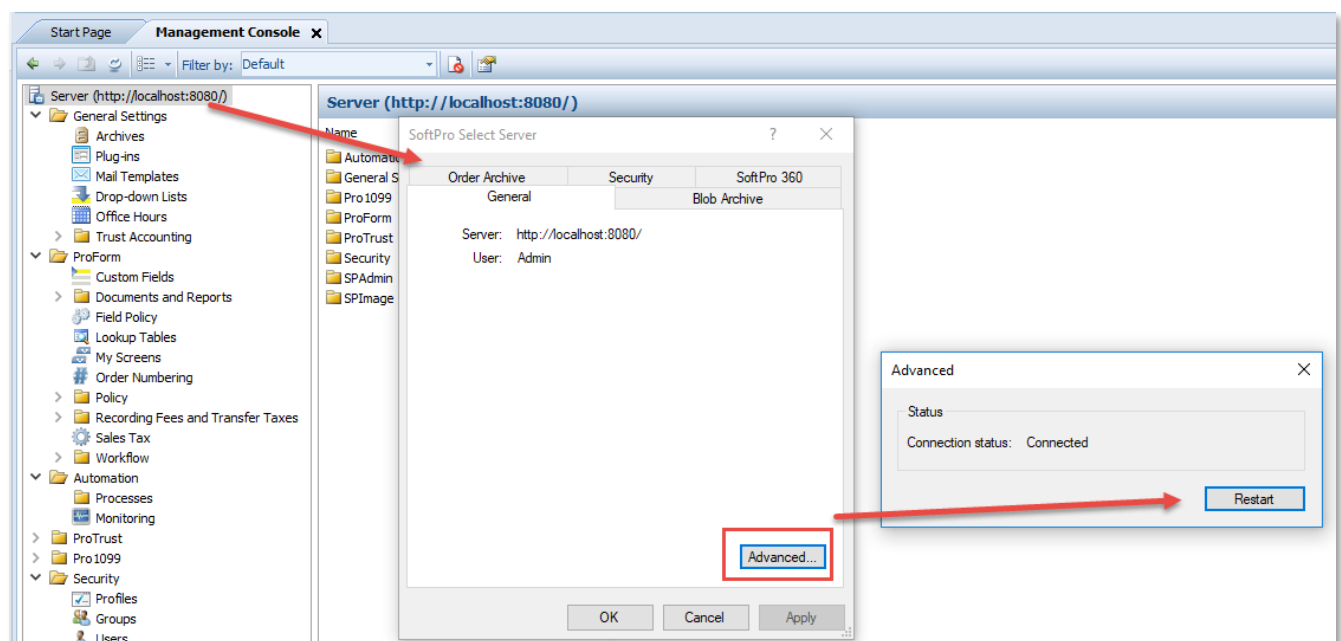 Start Page
Management Console
Filter by: Default
Server (http://localhost:8080/)
General Settings
Archives
Plug-ins
Mail Templates
Drop-down Lists
Office Hours
Trust Accounting
ProForm
Custom Fields
Documents and Reports
Field Policy
Lookup Tables
My Screens
Order Numbering
Policy
Recording Fees and Transfer Taxes
Sales Tax
Workflow
Automation
Processes
Monitoring
ProTrust
Pro1099
Security
Profiles
Groups
Users
Server (http://localhost:8080/)
Name
Automatic
General S
Pro1099
ProForm
ProTrust
Security
SPAdmin
SPImage
SoftPro Select Server
?
Order Archive
Security
SoftPro 360
General
Blob Archive
Server: http://localhost:8080/
User: Admin
Advanced...
OK
Cancel
Apply
Advanced
Status
Connection status: Connected
Restart